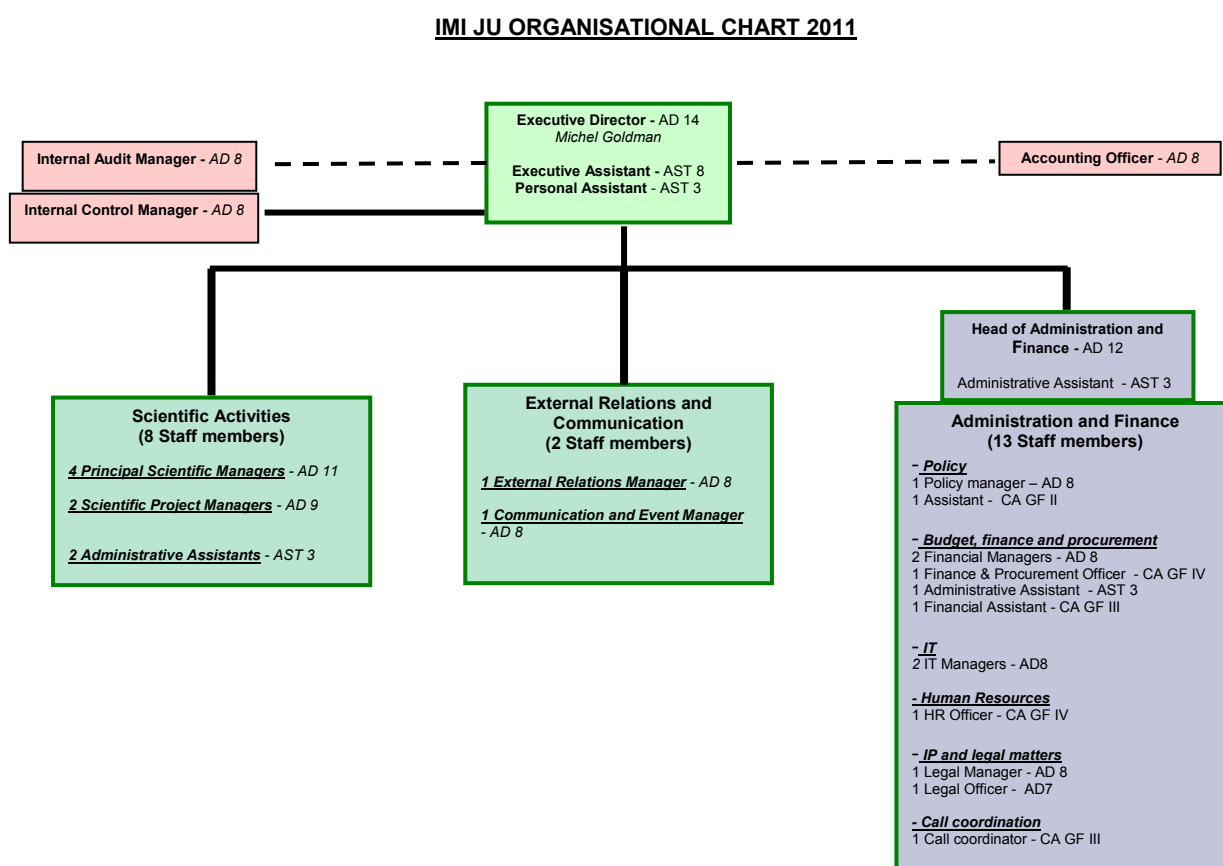 IMI JU ORGANISATIONAL CHART 2011
Executive Director - AD 14
Michel Goldman
Executive Assistant - AST 8
Personal Assistant - AST 3
Internal Audit Manager - AD 8
Accounting Officer - AD 8
Internal Control Manager - AD 8
Head of Administration and
Finance - AD 12
Administrative Assistant - AST 3
Scientific Activities
(8 Staff members)
4 Principal Scientific Managers - AD 11
2 Scientific Project Managers - AD 9
2 Administrative Assistants - AST 3
External Relations and
Communication
(2 Staff members)
1 External Relations Manager - AD 8
1 Communication and Event Manager
- AD 8
Administration and Finance
(13 Staff members)
- Policy
1 Policy manager – AD 8
1 Assistant - CA GF II
- Budget, finance and procurement
2 Financial Managers - AD 8
1 Finance & Procurement Officer - CA GF IV
1 Administrative Assistant - AST 3
1 Financial Assistant - CA GF III
- IT
2 IT Managers - AD8
- Human Resources
1 HR Officer - CA GF IV
- IP and legal matters
1 Legal Manager - AD 8
1 Legal Officer - AD7
- Call coordination
1 Call coordinator - CA GF III